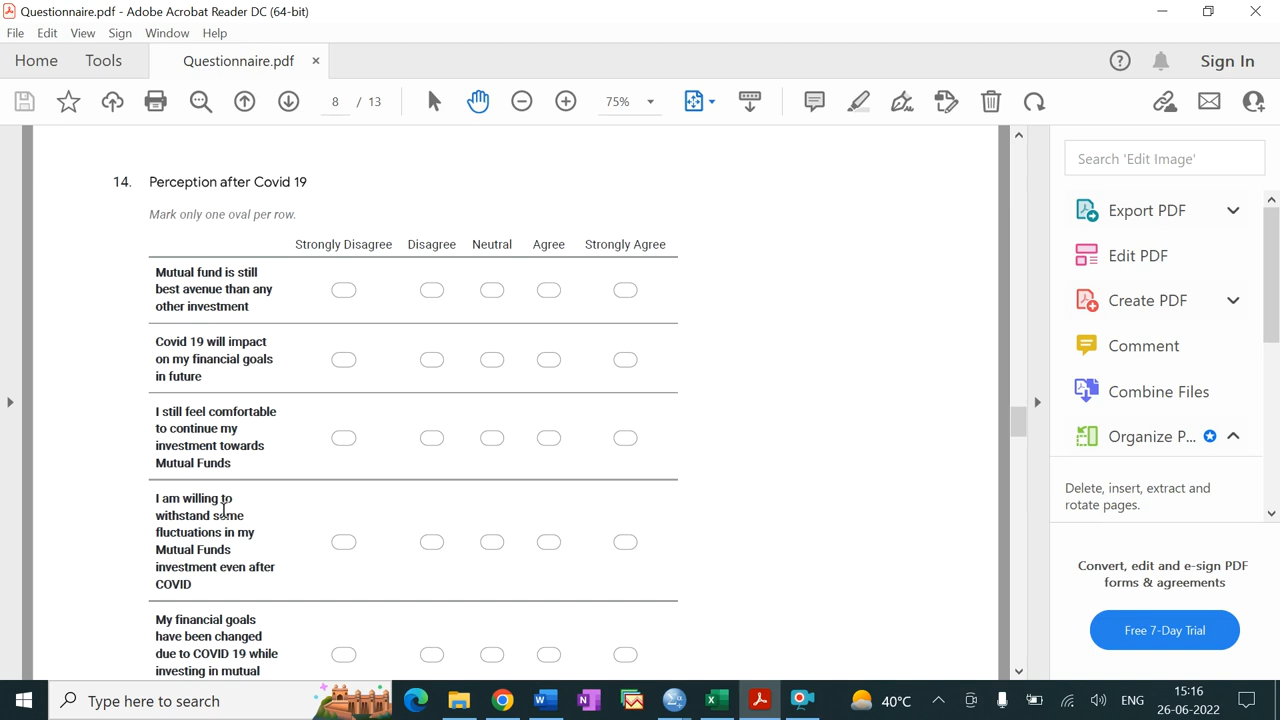 Questionnaire.pdf - Adobe Acrobat Reader DC (64-bit)
File Edit View Sign Window Help
Home Tools Questionnaire.pdf × Sign In
8 / 13 75%
14. Perception after Covid 19
Mark only one oval per row.
Strongly Disagree Disagree Neutral Agree Strongly Agree
Mutual fund is still
best avenue than any
other investment
Covid 19 will impact
on my financial goals
in future
I still feel comfortable
to continue my
investment towards
Mutual Funds
I am willing to
withstand some
fluctuations in my
Mutual Funds
investment even after
COVID
My financial goals
have been changed
due to COVID 19 while
investing in mutual
Search 'Edit Image'
Export PDF
Edit PDF
Create PDF
Comment
Combine Files
Organize P...
Delete, insert, extract and
rotate pages.
Convert, edit and e-sign PDF
forms & agreements
Free 7-Day Trial
Type here to search
40°C
ENG
15:16
26-06-2022